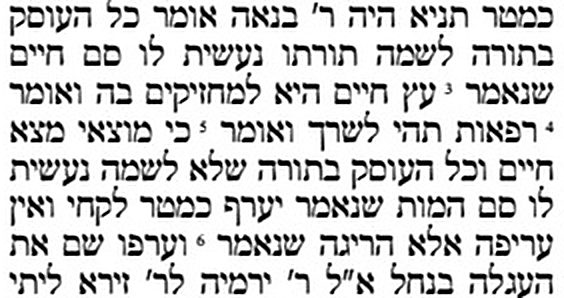 כמטר תניא היה ר׳ בנאה אומר כל העוסק
בתורה לשמה תורתו נעשית לו סם חיים
שנאמר 3 עץ חיים היא למחזיקים בה ואומר
4 רפאות תהי לשרך ואומר 5 כי מוצאי מצא
חיים וכל העוסק בתורה שלא לשמה נעשית
לו סם המות שנאמר יערף כמטר לקחי ואין
עריפה אלא הריגה שנאמר 6 וערפו שם את
העגלה בנחל א״ל ר׳ ירמיה לר׳ זירא ליתי